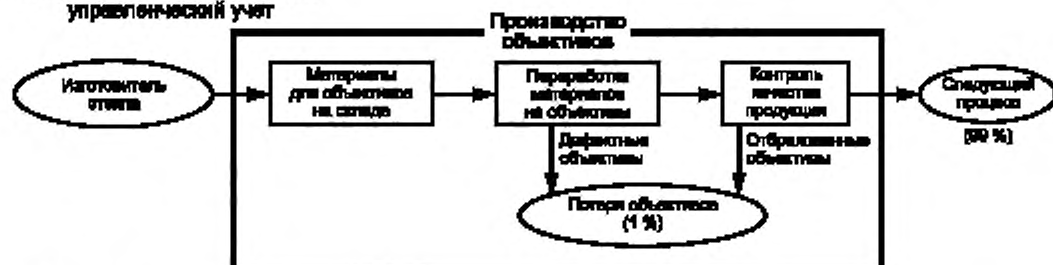 управленческий учет
Производство
объективов
Изготовитель
стекла
Материалы
для объективов
на складе
Переработка
материалов
на объективы
Контроль
качества
продукции
Следующий
процесс
(99 %)
Дефектные
объективы
Отбракованные
объективы
Потери объективов
(1 %)